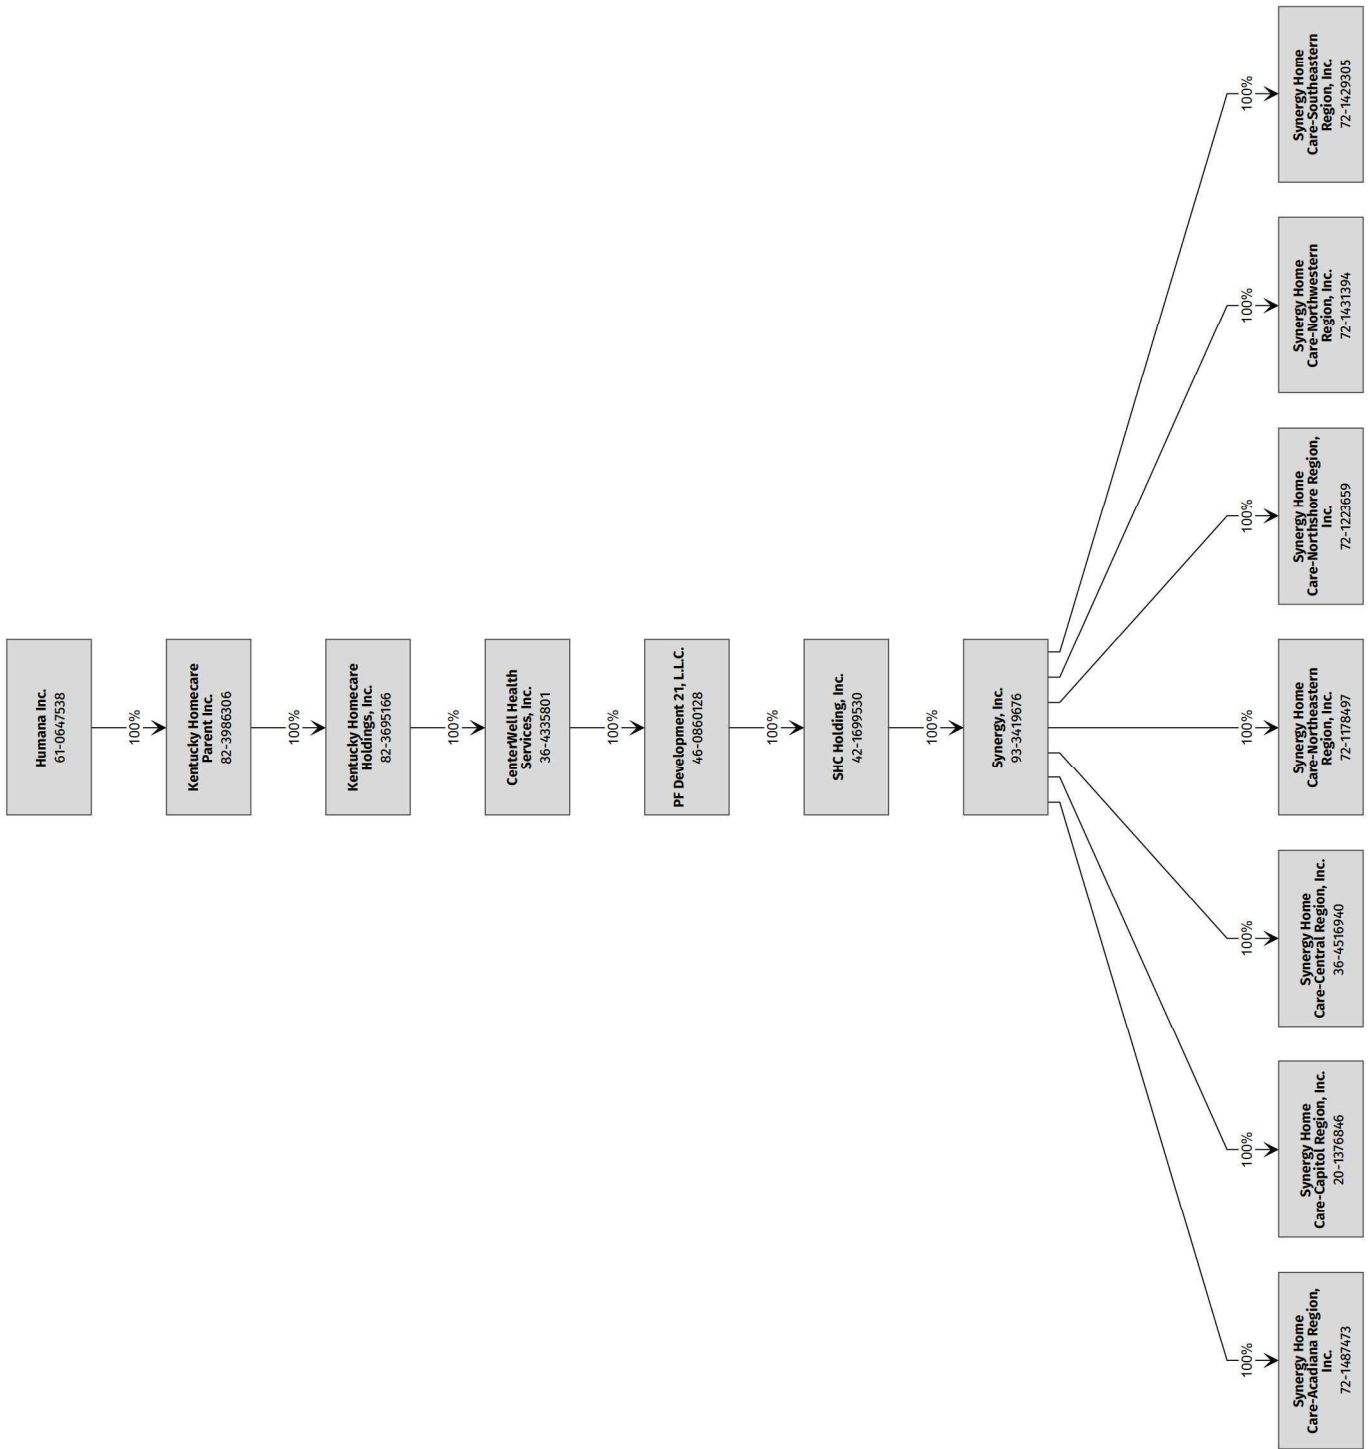 Humana Inc.
61-0647538
100%
Kentucky Homecare
Parent Inc.
82-3986306
100%
Kentucky Homecare
Holdings, Inc.
82-3695166
100%
CenterWell Health
Services, Inc.
36-4335801
100%
PF Development 21, L.L.C.
46-0860128
100%
SHC Holding, Inc.
42-1699530
100%
Synergy, Inc.
93-3419676
100%
100%
100%
100%
100%
100%
100%
Synergy Home
Care-Acadiana Region,
Inc.
72-1487473
Synergy Home
Care-Capitol Region, Inc.
20-1376846
Synergy Home
Care-Central Region, Inc.
36-4516940
Synergy Home
Care-Northeastern
Region, Inc.
72-1178497
Synergy Home
Care-Northshore Region,
Inc.
72-1223659
Synergy Home
Care-Northwestern
Region, Inc.
72-1431394
Synergy Home
Care-Southeastern
Region, Inc.
72-1429305